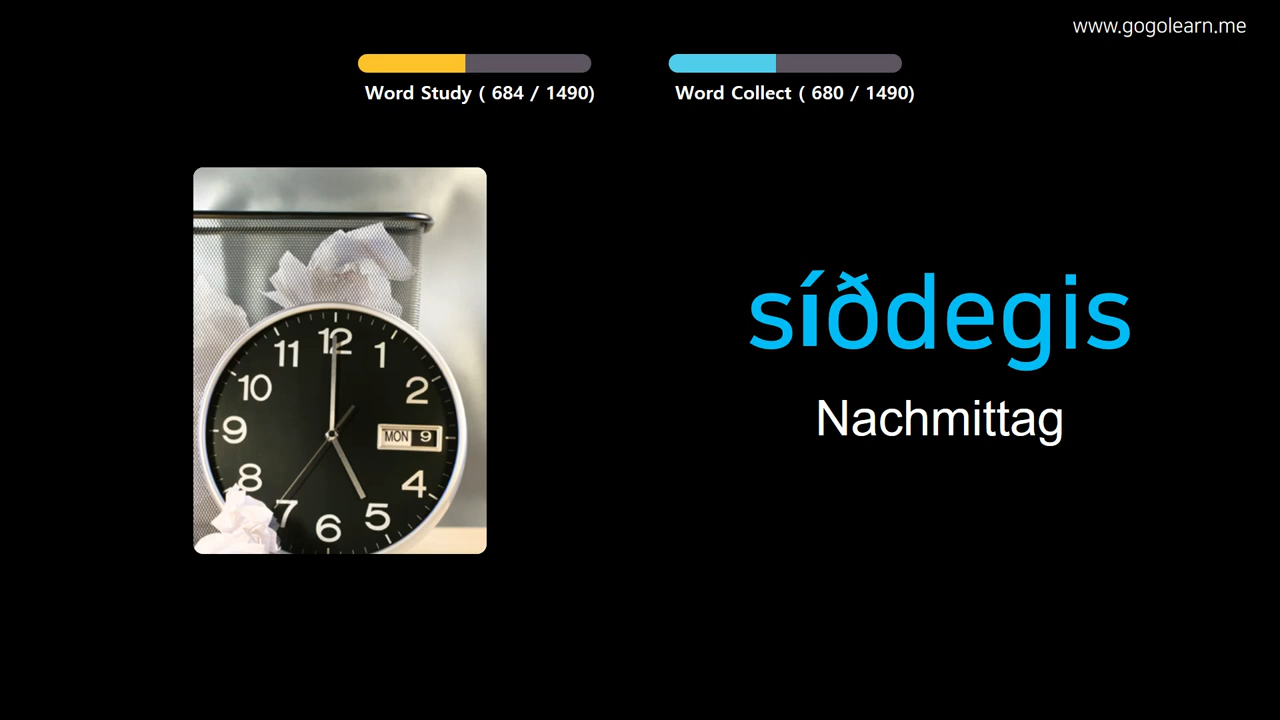 www.gogolearn.me
Word Study ( 684 / 1490)
Word Collect ( 680 / 1490)
síðdegis
Nachmittag
12
11
1
10
2
9
MON 9
8
4
7
5
6